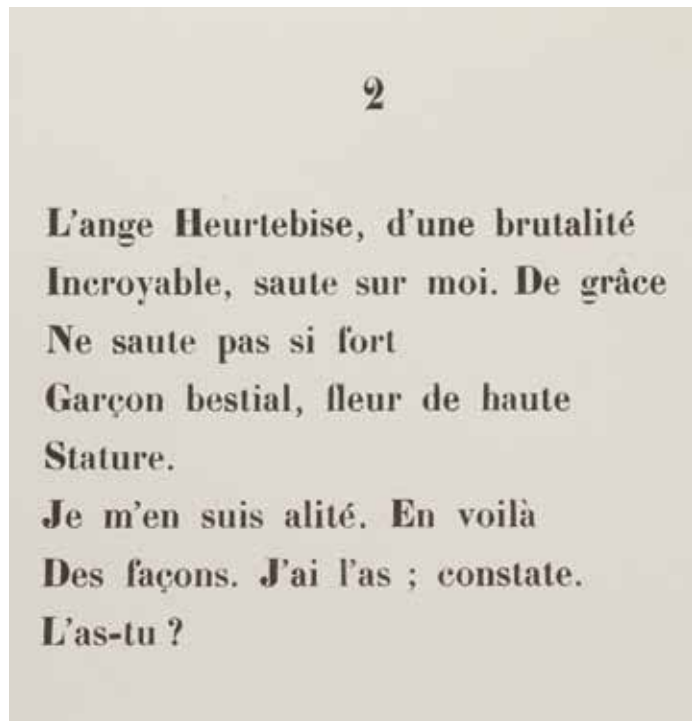 2
L'ange Heurtebise, d'une brutalité
Incroyable, saute sur moi. De grâce
Ne saute pas si fort
Garçon bestial, fleur de haute
Stature.
Je m'en suis alité. En voilà
Des façons. J'ai l'as ; constate.
L'as-tu ?